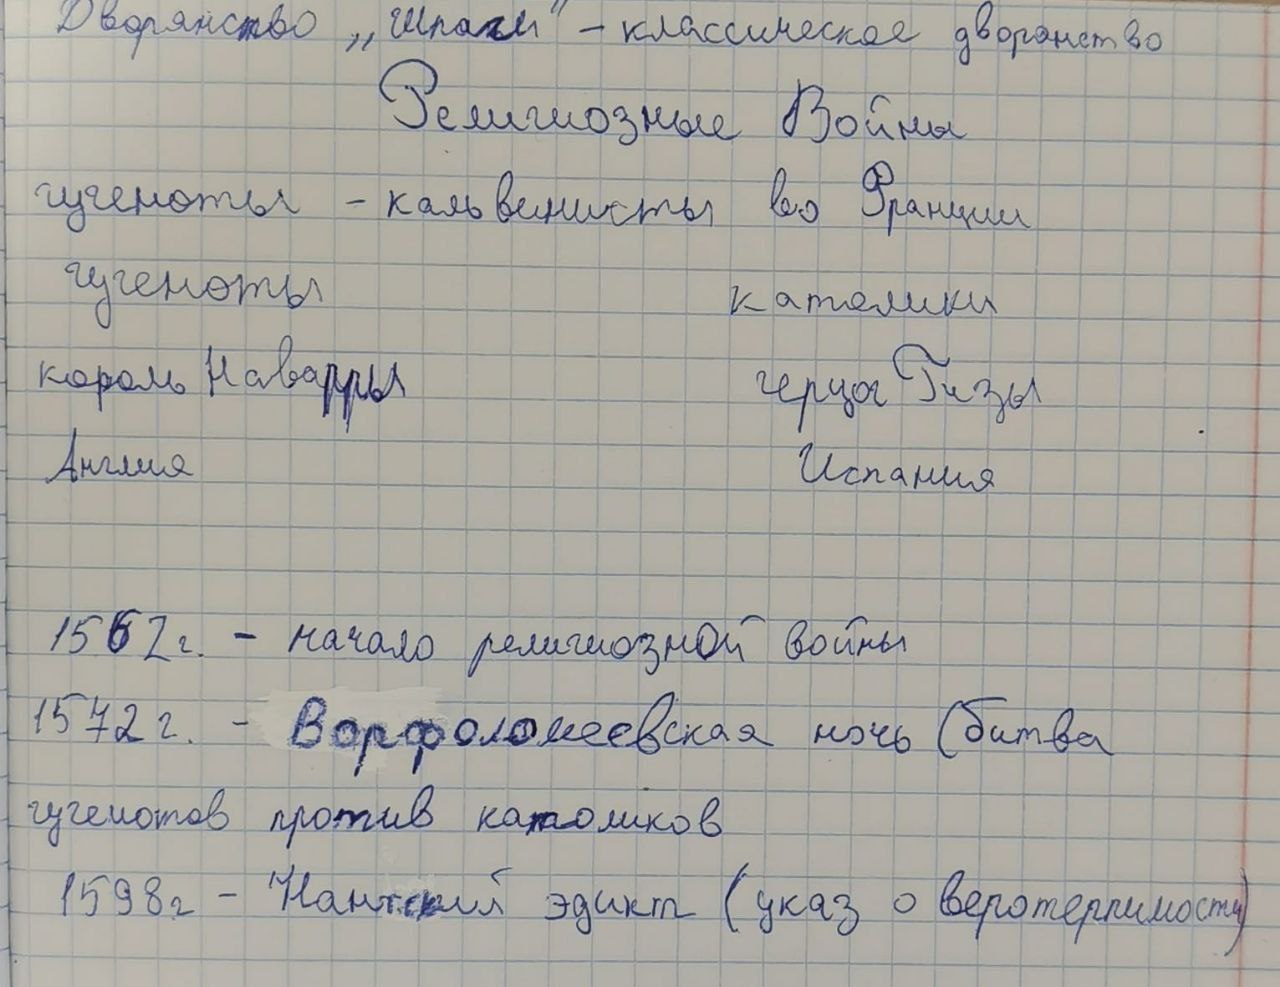 Дворянство „Шпаги" – классическое дворянство
Религиозные Войны
гугеноты – кальвинисты во Франции
гугеноты католики
король Наварры герцог Гизы
Англия Испания
1562г. – начало религиозной войны
1572г. – Ворфоломеевская ночь (битва
гугенотов против католиков
1598г – Нантский эдикт (указ о веротерпимости)